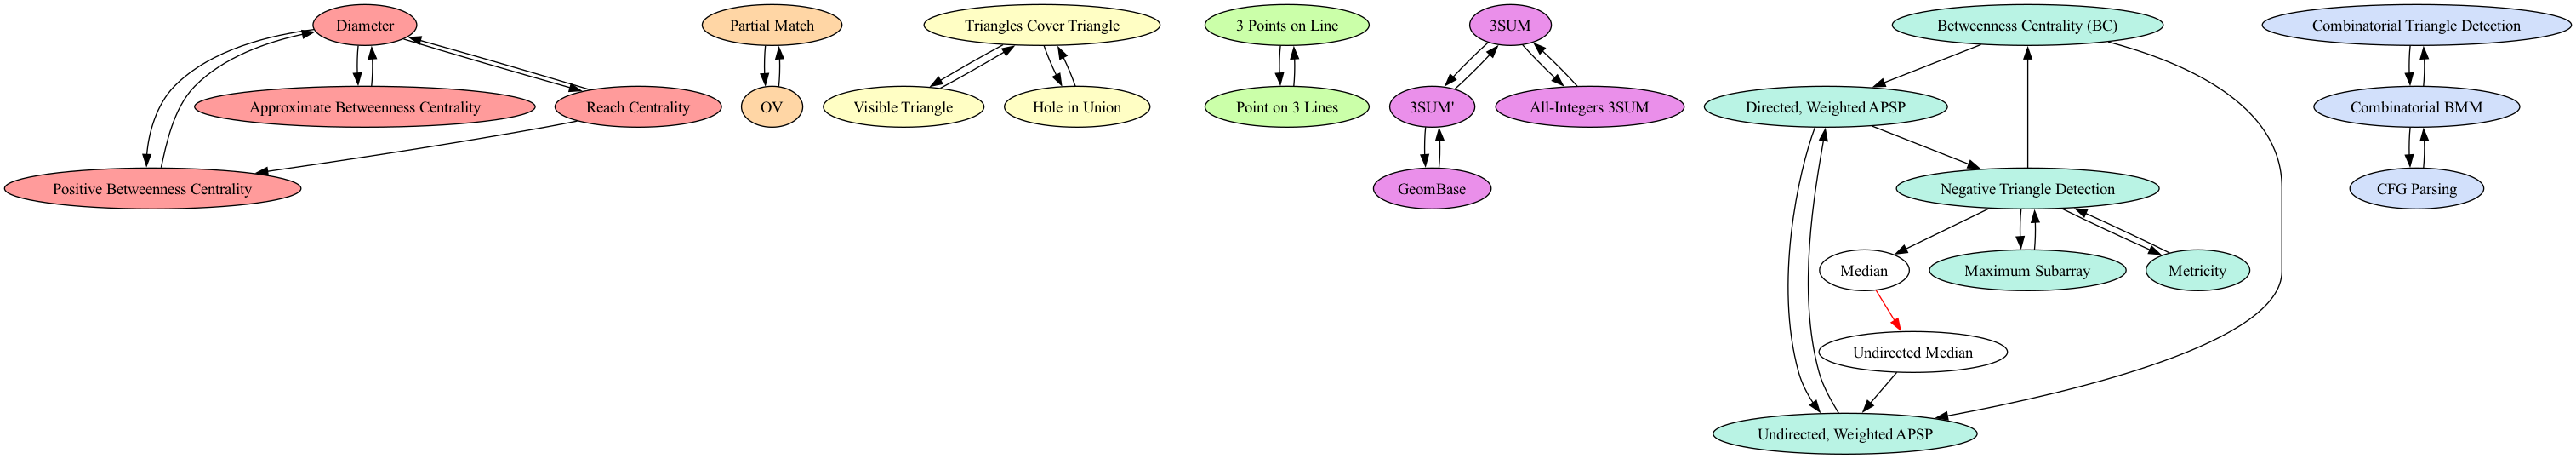 Diameter
Partial Match
Triangles Cover Triangle
3 Points on Line
3SUM
Betweenness Centrality (BC)
Combinatorial Triangle Detection
Approximate Betweenness Centrality
Reach Centrality
OV
Visible Triangle
Hole in Union
Point on 3 Lines
3SUM'
All-Integers 3SUM
Directed, Weighted APSP
Combinatorial BMM
Positive Betweenness Centrality
GeomBase
Negative Triangle Detection
CFG Parsing
Median
Maximum Subarray
Metricity
Undirected Median
Undirected, Weighted APSP